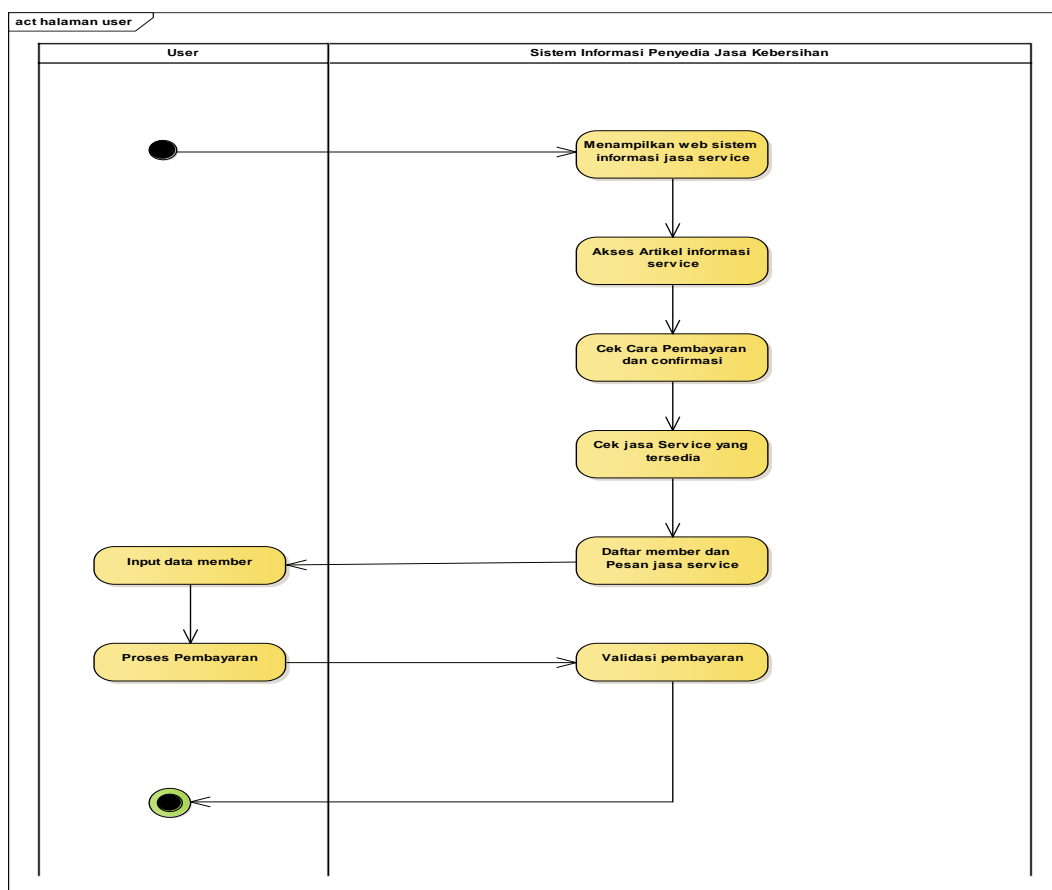 act halaman user
User
Sistem Informasi Penyedia Jasa Kebersihan
Menampilkan web sistem
informasi jasa service
Akses Artikel informasi
service
Cek Cara Pembayaran
dan confirmasi
Cek jasa Service yang
tersedia
Daftar member dan
Pesan jasa service
Input data member
Proses Pembayaran
Validasi pembayaran